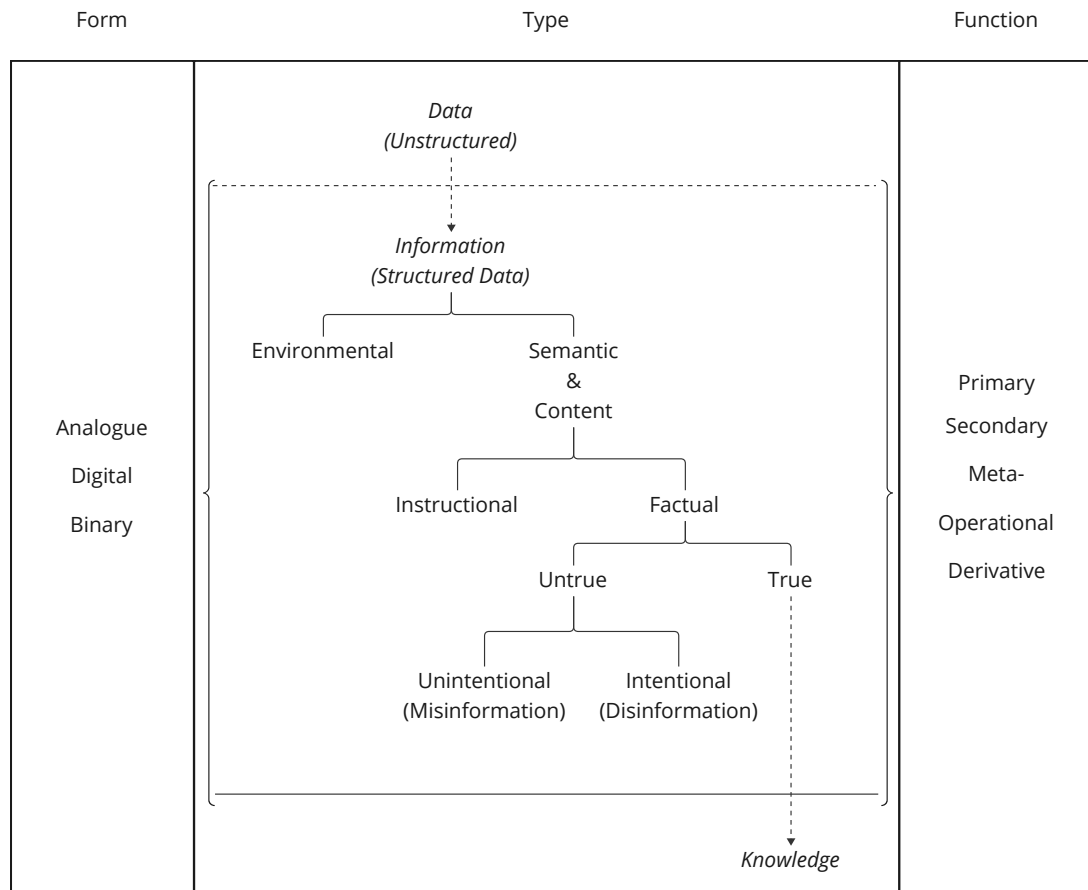 Form
Type
Function
Data
(Unstructured)
Information
(Structured Data)
Environmental
Semantic
&
Content
Instructional
Factual
Untrue
True
Unintentional
(Misinformation)
Intentional
(Disinformation)
Knowledge
Analogue
Digital
Binary
Primary
Secondary
Meta-
Operational
Derivative